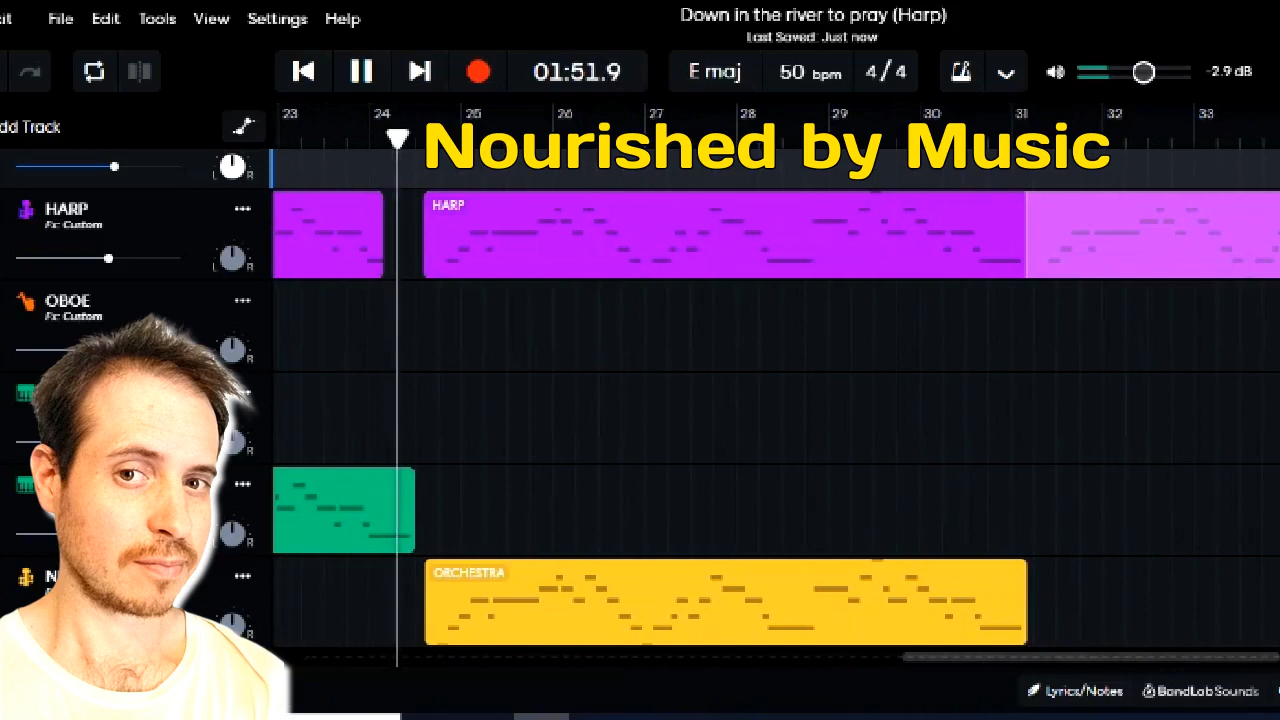 File Edit Tools View Settings Help
Down in the river to pray (Harp)
Last Saved: Just now
01:51.9
E maj 50 bpm 4/4
-2.9 dB
23 24 25 26 27 28 29 30 31 32 33
dd Track
Nourished by Music
L R
HARP
Fx: Custom
L R
HARP
OBOE
Fx: Custom
R
R
R
ORCHESTRA
N
R
Lyrics/Notes BandLab Sounds